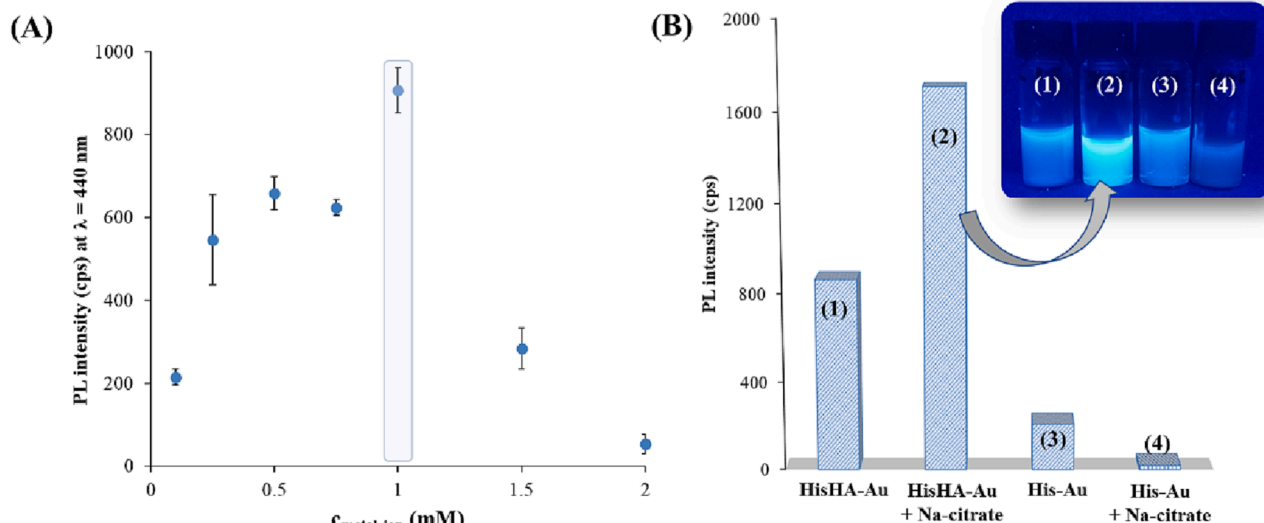 (A)
PL intensity (cps) at λ = 440 nm
1000
800
600
400
200
0
0
0.5
1
1.5
2
(mM)
(B)
PL intensity (cps)
2000
1600
1200
800
400
0
(1)
(2)
(3)
(4)
HisHA-Au
HisHA-Au
+ Na-citrate
His-Au
His-Au
+ Na-citrate
(1)
(2)
(3)
(4)